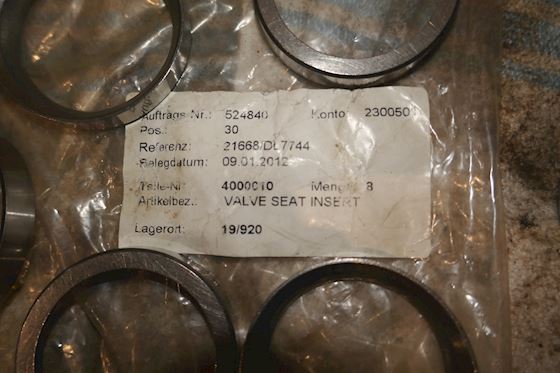 Auftrags-Nr.: 524840 Konto: 2300501
Pos.: 30
Referenz: 21668/DL7744
Belegdatum: 09.01.2012
Teile-Nr. 4000010 Menge: 8
Artikelbez.: VALVE SEAT INSERT
Lagerort: 19/920